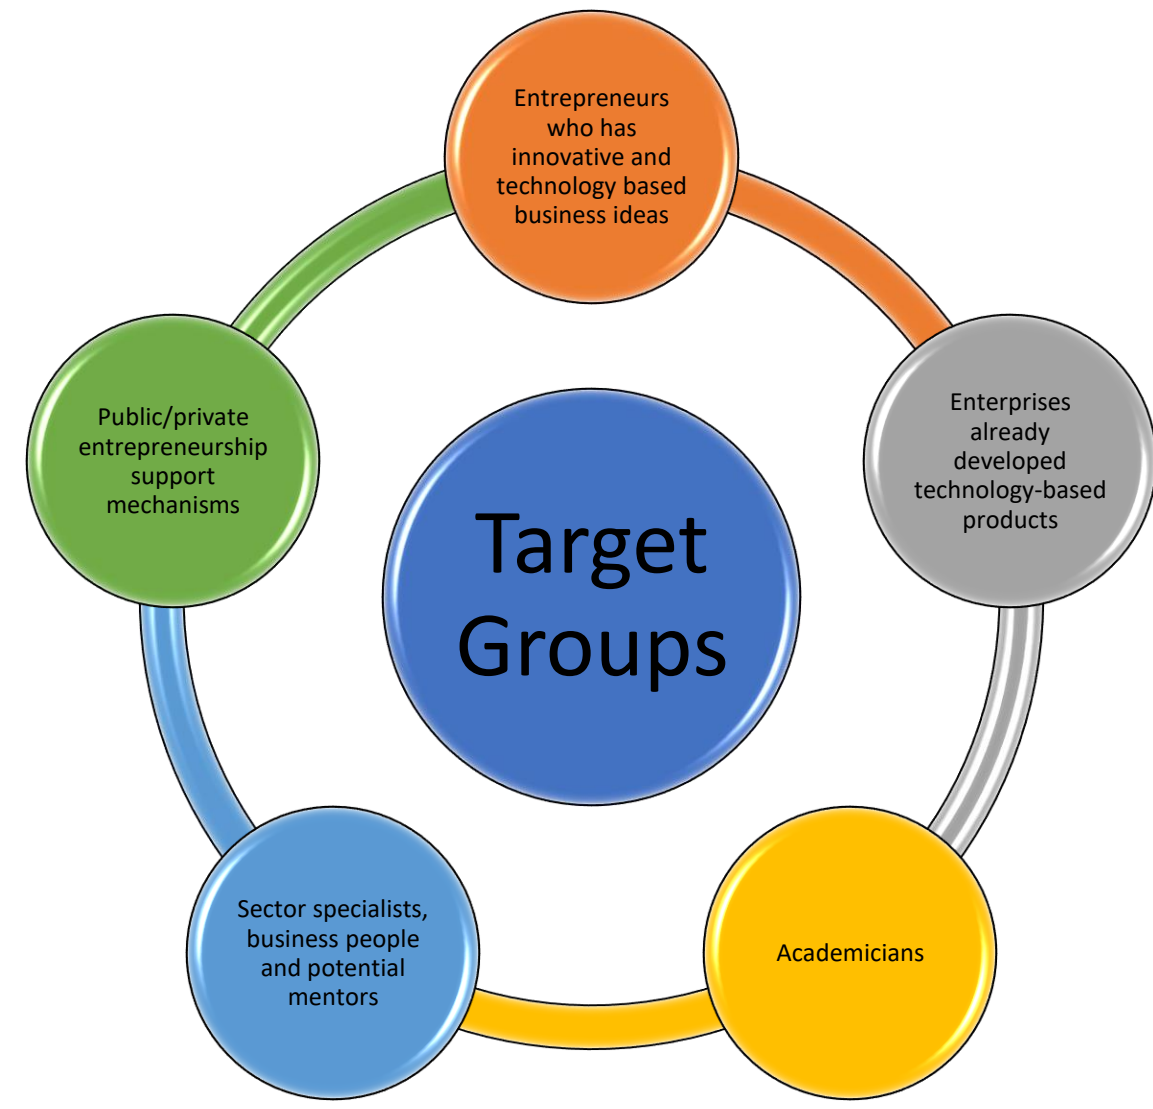 Entrepreneurs
who has
innovative and
technology based
business ideas
Enterprises
already
developed
technology-based
products
Academicians
Sector specialists,
business people
and potential
mentors
Public/private
entrepreneurship
support
mechanisms
Target
Groups